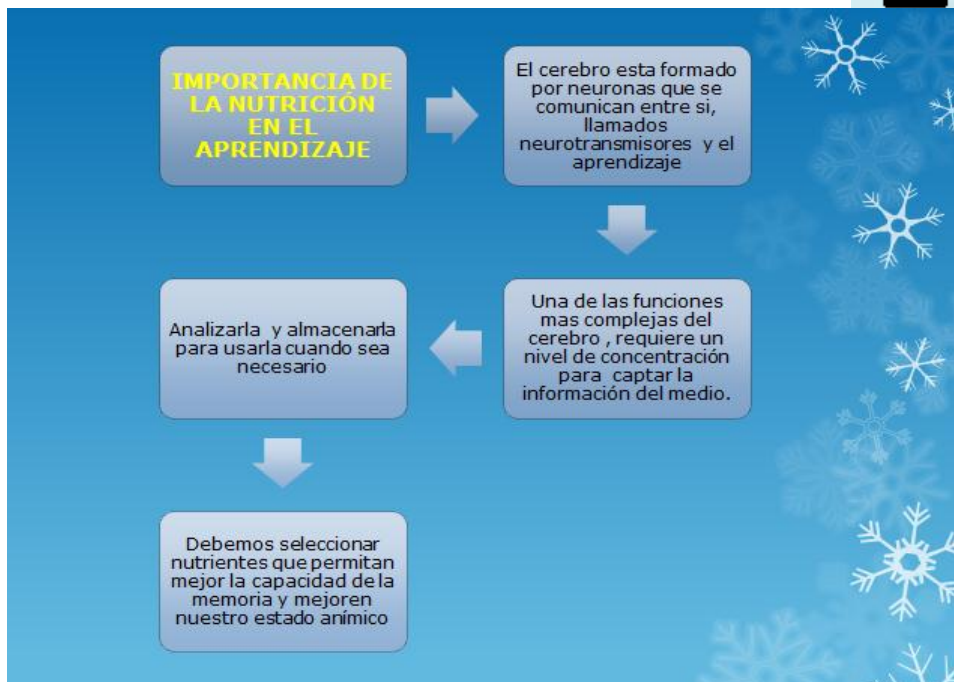 IMPORTANCIA DE
LA NUTRICIÓN
EN EL
APRENDIZAJE
El cerebro esta formado
por neuronas que se
comunican entre si,
llamados
neurotransmisores y el
aprendizaje
Una de las funciones
mas complejas del
cerebro , requiere un
nivel de concentración
para captar la
información del medio.
Analizarla y almacenarla
para usarla cuando sea
necesario
Debemos seleccionar
nutrientes que permitan
mejor la capacidad de la
memoria y mejoren
nuestro estado anímico